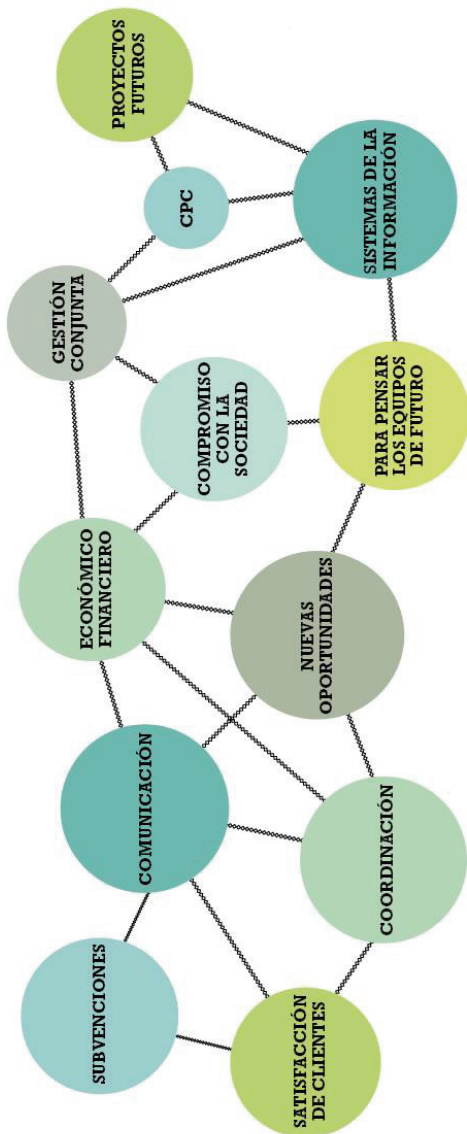 SUBVENCIONES
SATISFACCIÓN
DE CLIENTES
COMUNICACIÓN
COORDINACIÓN
ECONÓMICO
FINANCIERO
NUEVAS
OPORTUNIDADES
COMPROMISO
CON LA
SOCIEDAD
GESTIÓN
CONJUNTA
PARA PENSAR
LOS EQUIPOS
DE FUTURO
CPC
PROYECTOS
FUTUROS
SISTEMAS DE LA
INFORMACIÓN